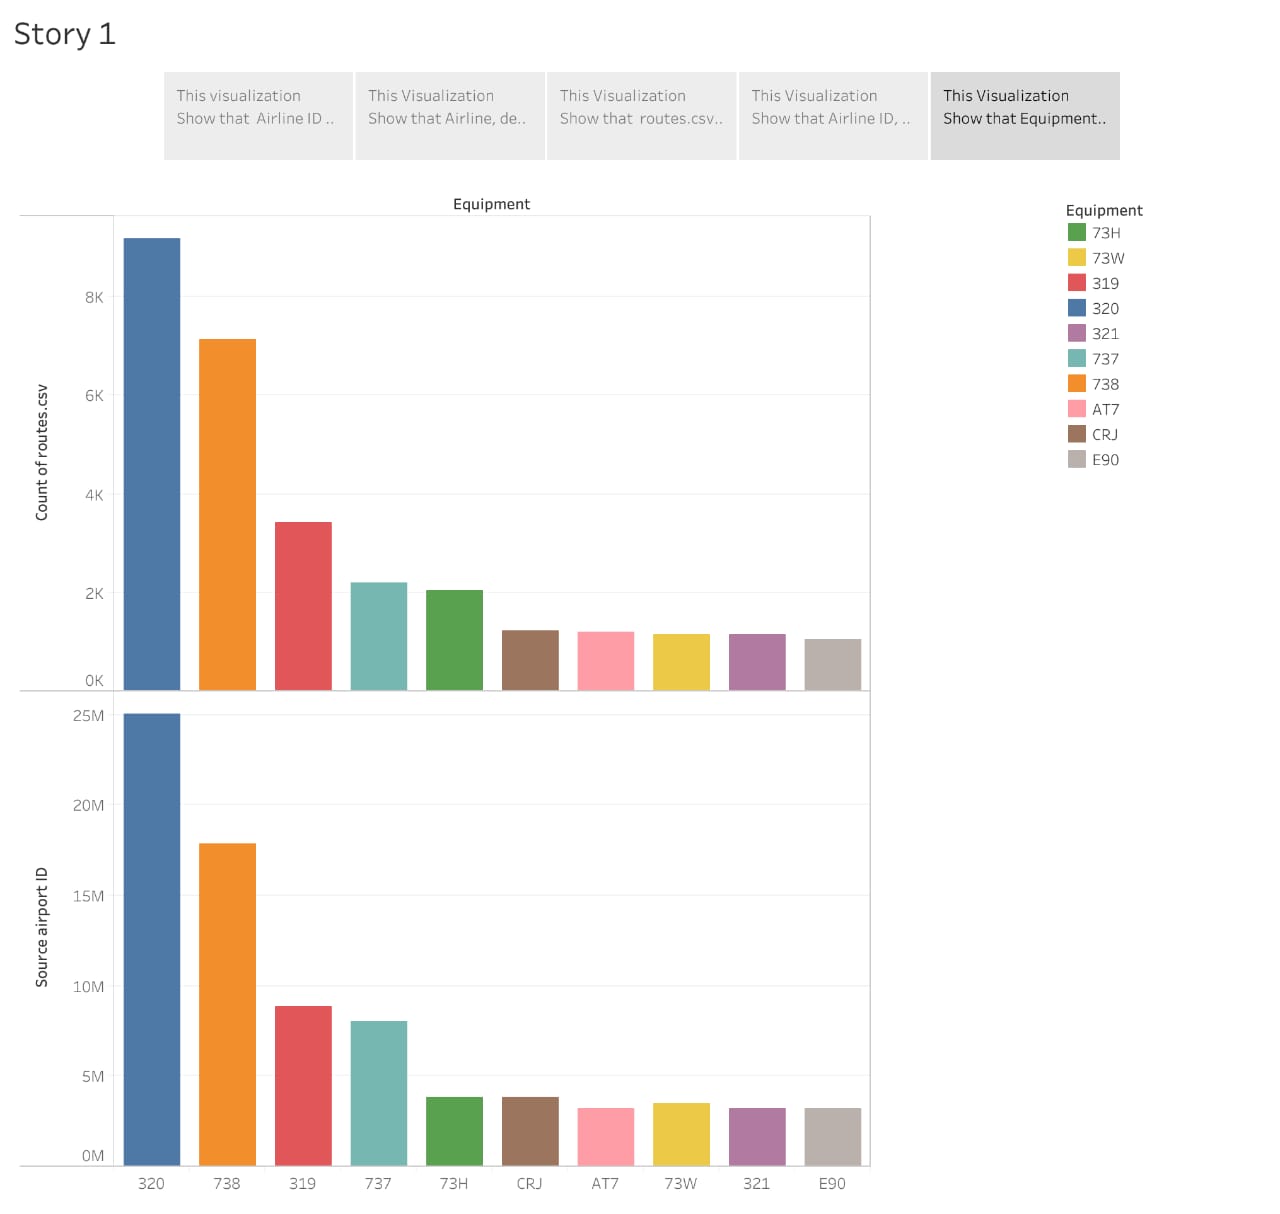 Story 1
This visualization
Show that Airline ID ..
This Visualization
Show that Airline, de..
This Visualization
Show that routes.csv..
This Visualization
Show that Airline ID, ..
This Visualization
Show that Equipment..
Equipment
Count of routes.csv
8K
6K
4K
2K
0K
Source airport ID
25M
20M
15M
10M
5M
0M
320 738 319 737 73H CRJ AT7 73W 321 E90
Equipment
73H
73W
319
320
321
737
738
AT7
CRJ
E90